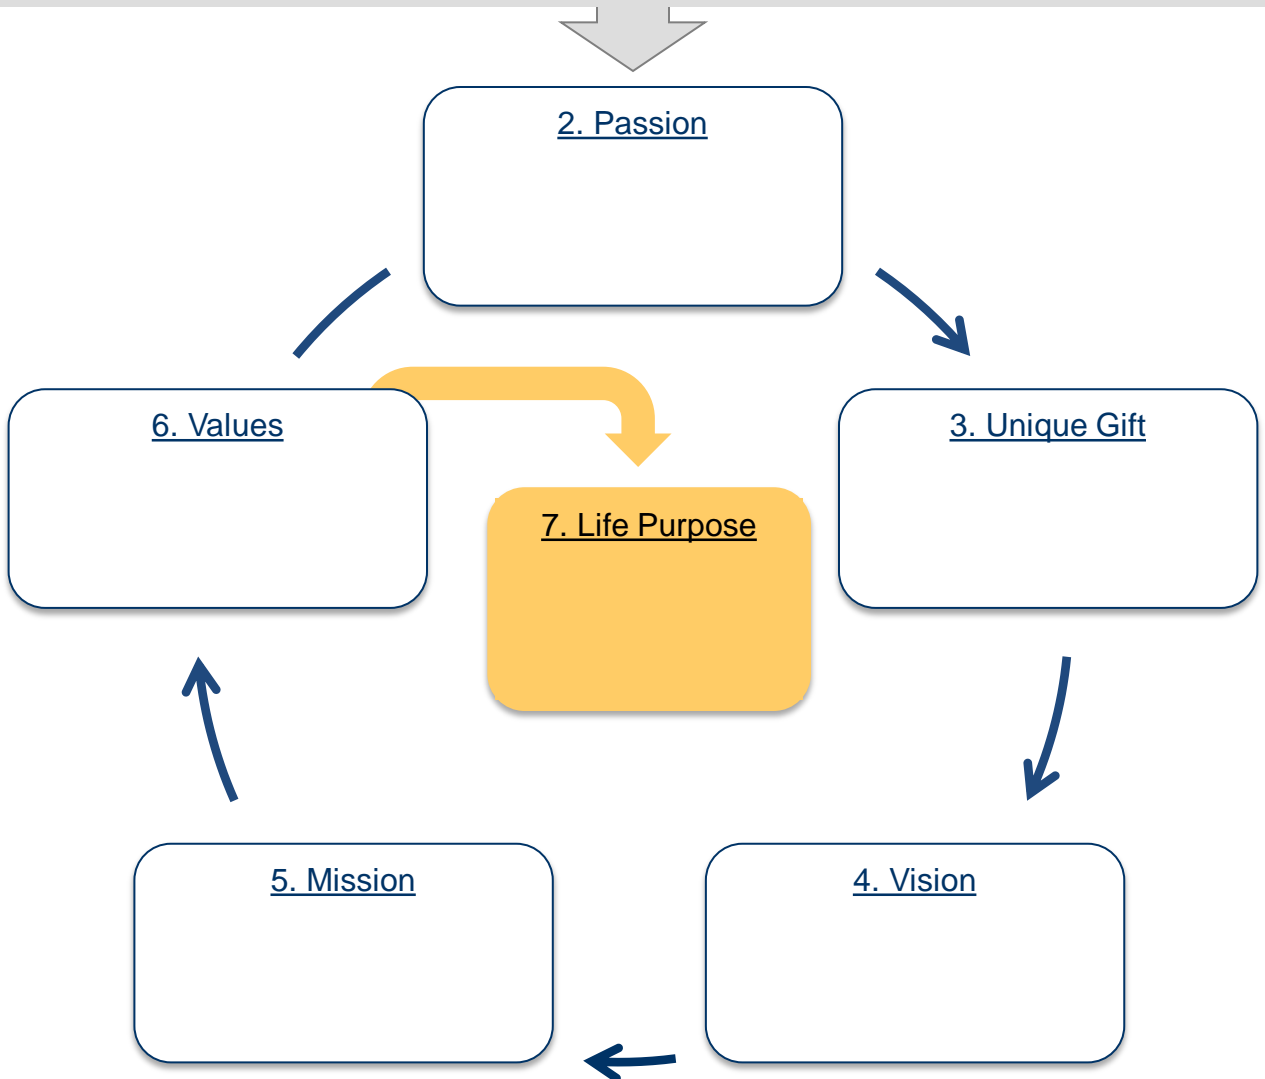 2. Passion
3. Unique Gift
4. Vision
5. Mission
6. Values
7. Life Purpose